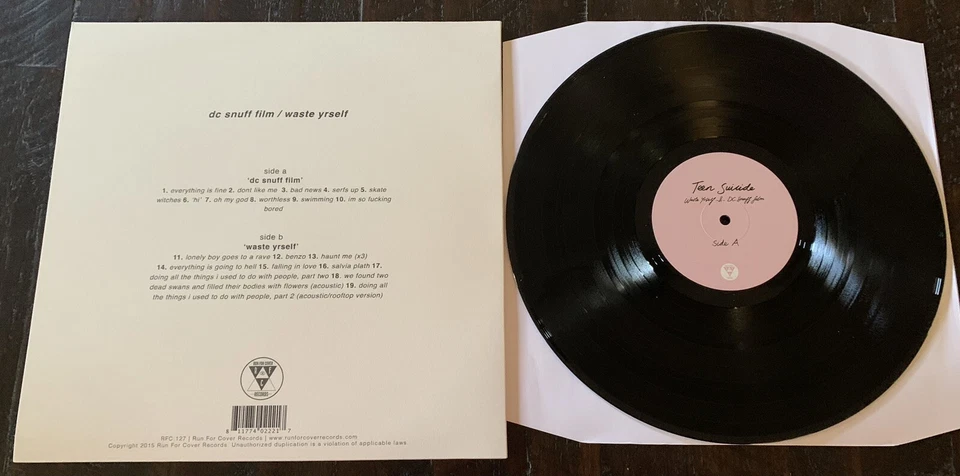 dc snuff film / waste yrself
side a
'dc snuff film'
1. everything is fine 2. dont like me 3. bad news 4. serfs up 5. skate
witches 6. 'hi' 7. oh my god 8. worthless 9. swimming 10. im so fucking
bored
side b
'waste yrself'
11. lonely boy goes to a rave 12. benzo 13. haunt me (x3)
14. everything is going to hell 15. falling in love 16. salvia plath 17.
doing all the things i used to do with people, part two 18. we found two
dead swans and filled their bodies with flowers (acoustic) 19. doing all
the things i used to do with people, part 2 (acoustic/rooftop version)
RUN FOR COVER
R F
C
RECORDS
8 11774 02221 7
RFC 127 | Run For Cover Records | www.runforcoverrecords.com
Copyright 2015 Run For Cover Records. Unauthorized duplication is a violation of applicable laws.
Teen Suicide
Waste Yrself & DC Snuff Film
Side A